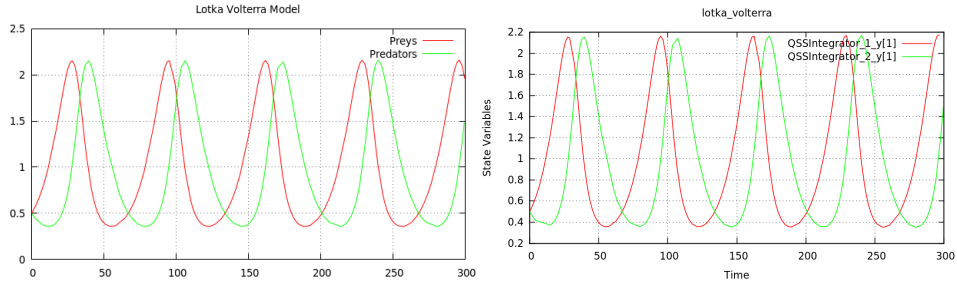 Lotka Volterra Model
2.5
2
1.5
1
0.5
0
0 50 100 150 200 250 300
Preys
Predators
lotka_volterra
State Variables
2.2
2
1.8
1.6
1.4
1.2
1
0.8
0.6
0.4
0.2
0 50 100 150 200 250 300
Time
QSSIntegrator_1_y[1]
QSSIntegrator_2_y[1]